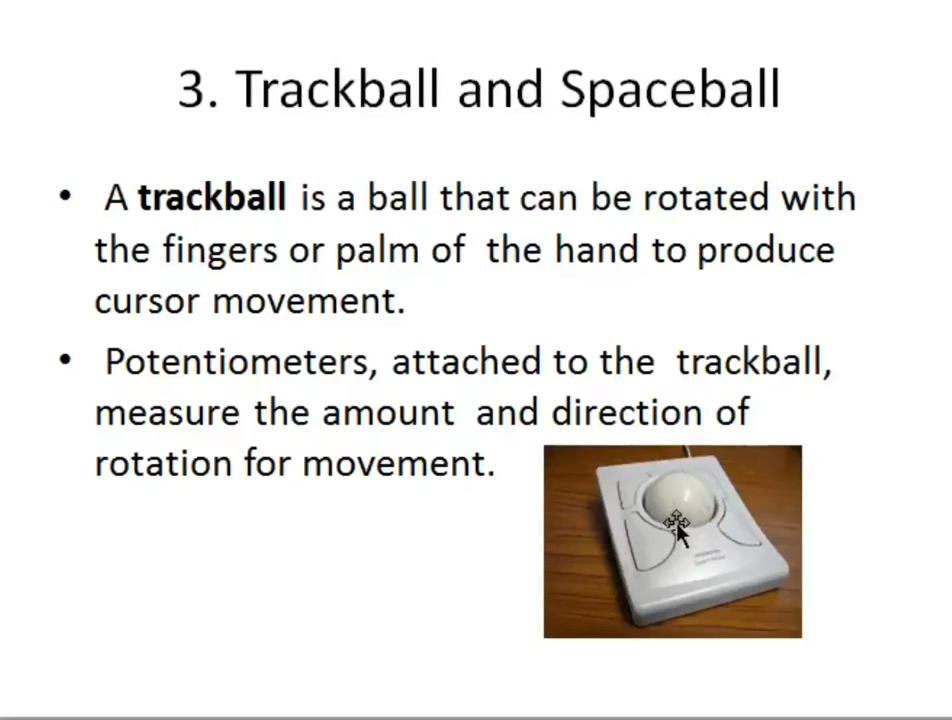 3. Trackball and Spaceball
• A trackball is a ball that can be rotated with
the fingers or palm of the hand to produce
cursor movement.
• Potentiometers, attached to the trackball,
measure the amount and direction of
rotation for movement.